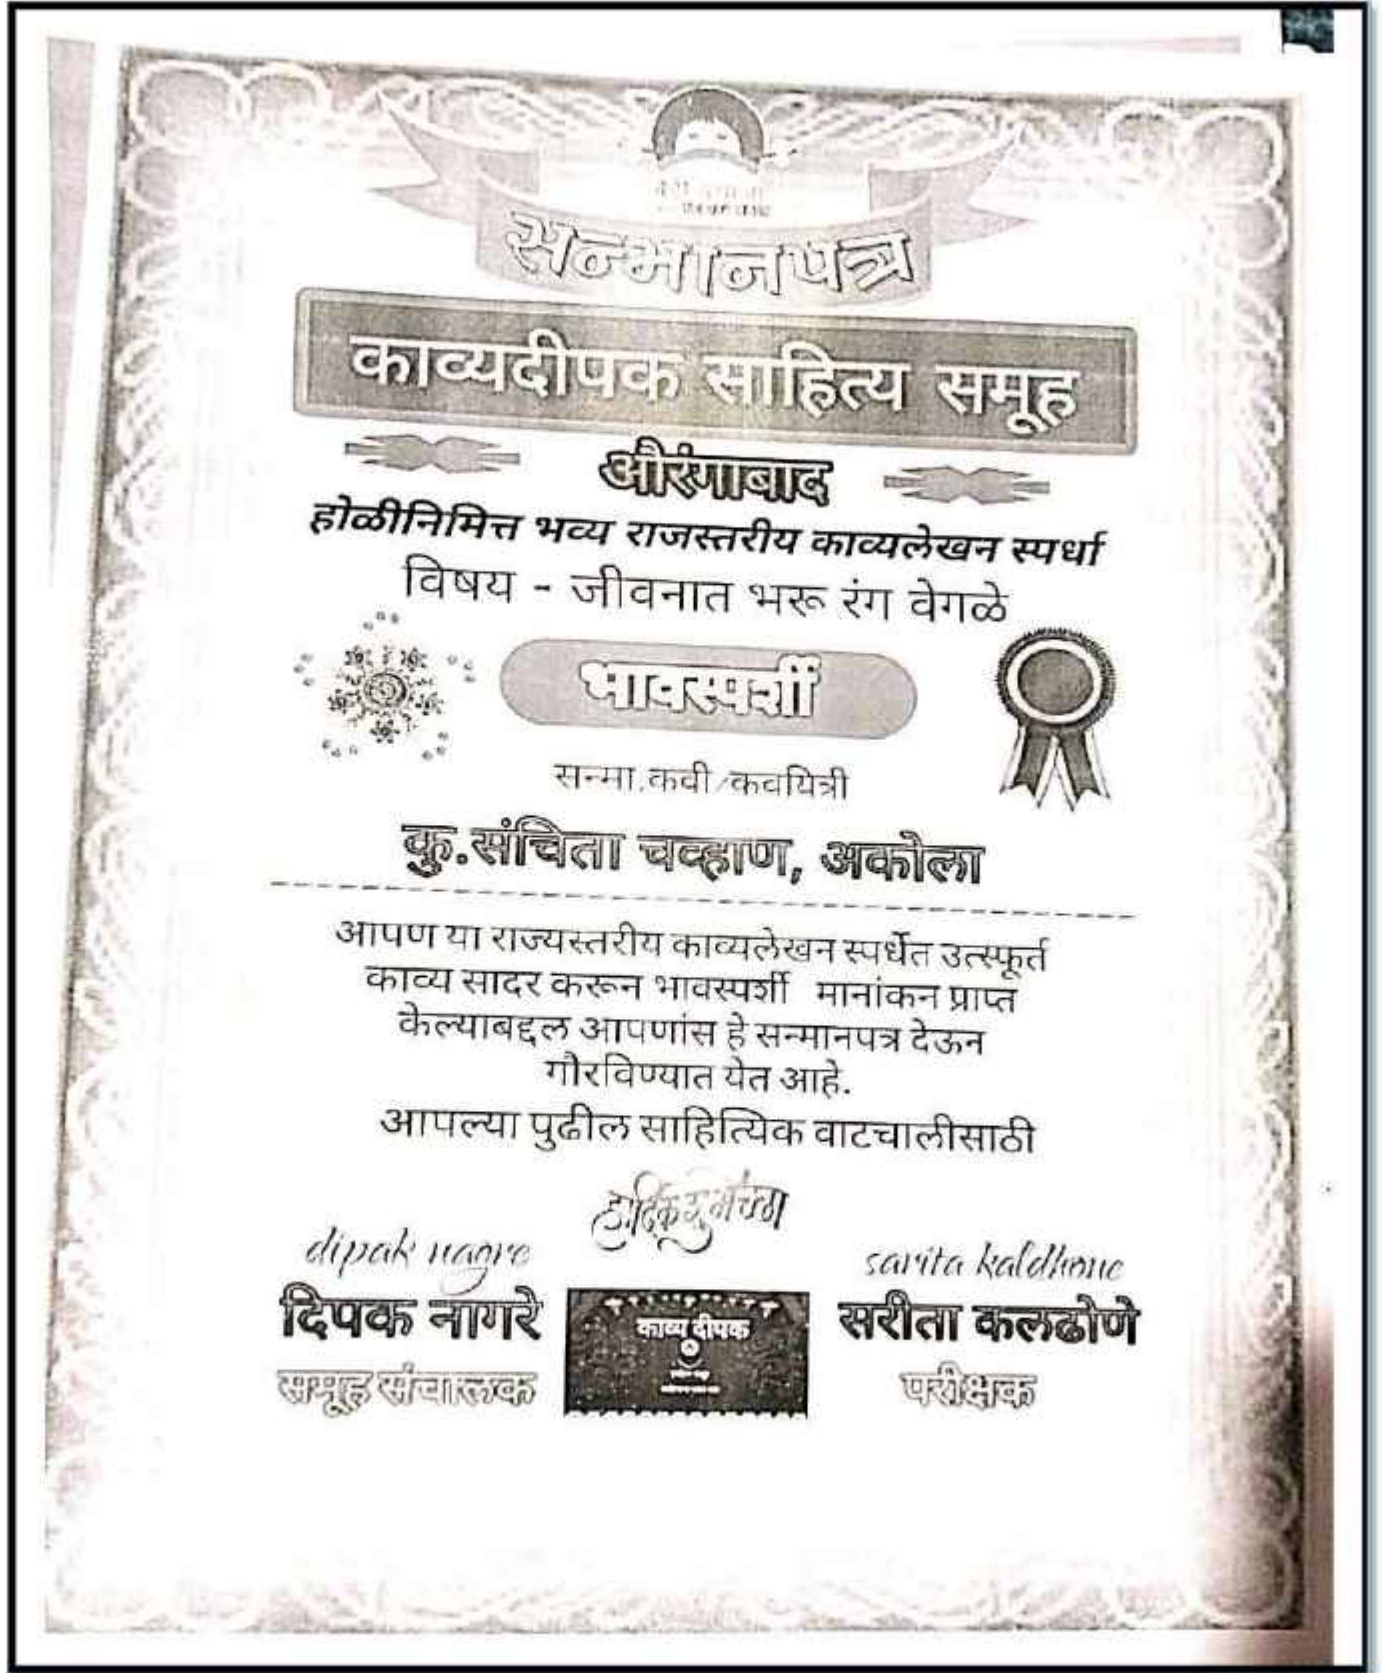 सन्मानपत्र
काव्यदीपक साहित्य समूह
औरंगाबाद
होळीनिमित्त भव्य राजस्तरीय काव्यलेखन स्पर्धा
विषय - जीवनात भरू रंग वेगळे
भावस्पर्शी
सन्मा.कवी/कवयित्री
कु.संचिता चव्हाण, अकोला
आपण या राज्यस्तरीय काव्यलेखन स्पर्धेत उत्स्फूर्त
काव्य सादर करून भावस्पर्शी मानांकन प्राप्त
केल्याबद्दल आपणांस हे सन्मानपत्र देऊन
गौरविण्यात येत आहे.
आपल्या पुढील साहित्यिक वाटचालीसाठी
हार्दिक शुभेच्छा
dipak nagre
sarita kaldhone
दिपक नागरे
काव्य दीपक
सरीता कलढोणे
समूह संचालक
परीक्षक